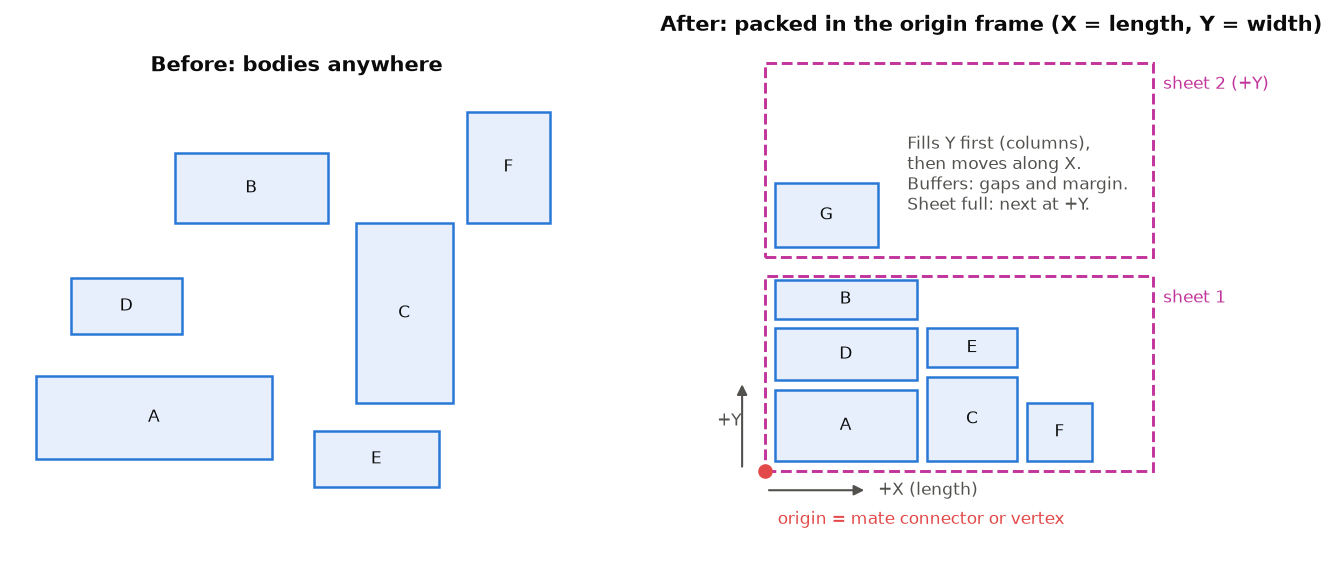 Before: bodies anywhere
F
B
C
D
A
E
After: packed in the origin frame (X = length, Y = width)
sheet 2 (+Y)
Fills Y first (columns),
then moves along X.
Buffers: gaps and margin.
Sheet full: next at +Y.
G
sheet 1
B
D
E
A
C
F
+Y
+X (length)
origin = mate connector or vertex